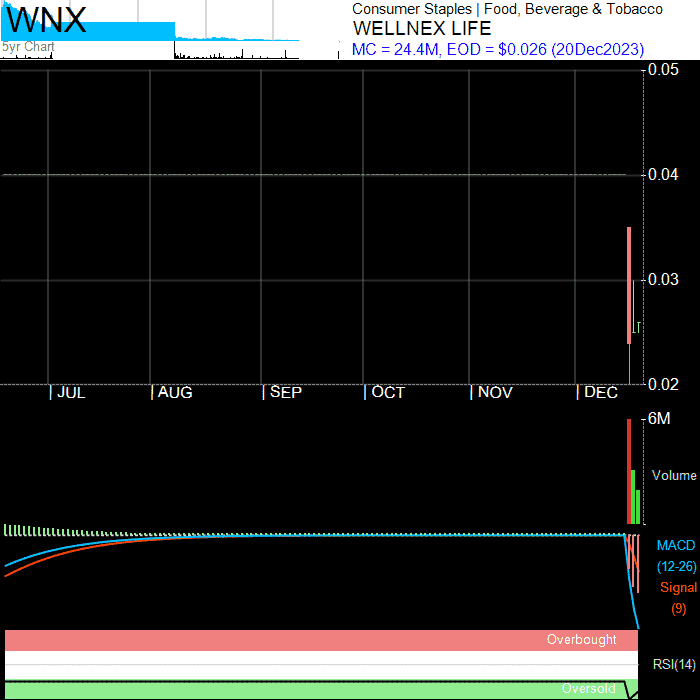 WNX
5yr Chart
Consumer Staples | Food, Beverage & Tobacco
WELLNEX LIFE
MC = 24.4M, EOD = $0.026 (20Dec2023)
0.05
0.04
0.03
0.02
| JUL | AUG | SEP | OCT | NOV | DEC
6M
Volume
MACD
(12-26)
Signal
(9)
Overbought
RSI(14)
Oversold